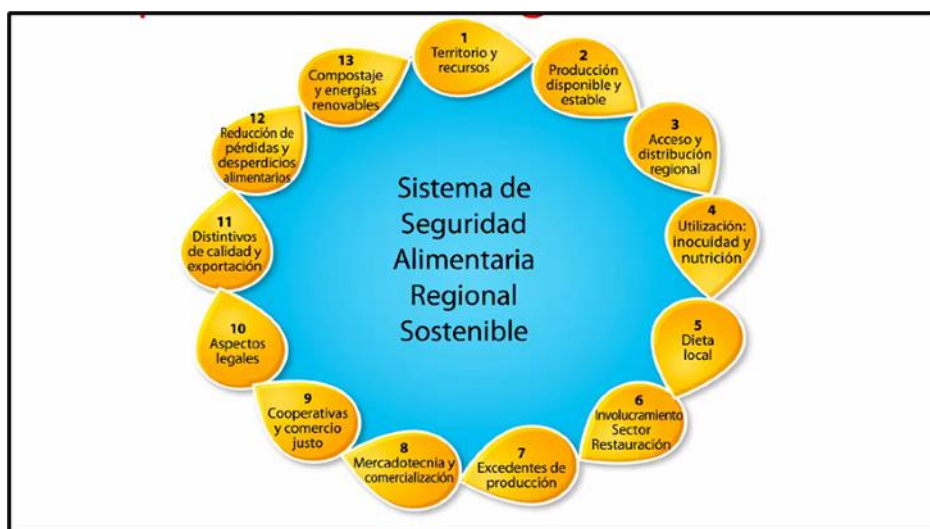 Sistema de
Seguridad
Alimentaria
Regional
Sostenible
1
Territorio y
recursos
2
Producción
disponible y
estable
3
Acceso y
distribución
regional
4
Utilización:
inocuidad y
nutrición
5
Dieta
local
6
Involucramiento
Sector
Restauración
7
Excedentes de
producción
8
Mercadotecnia y
comercialización
9
Cooperativas
y comercio
justo
10
Aspectos
legales
11
Distintivos
de calidad y
exportación
12
Reducción de
pérdidas y
desperdicios
alimentarios
13
Compostaje
y energías
renovables